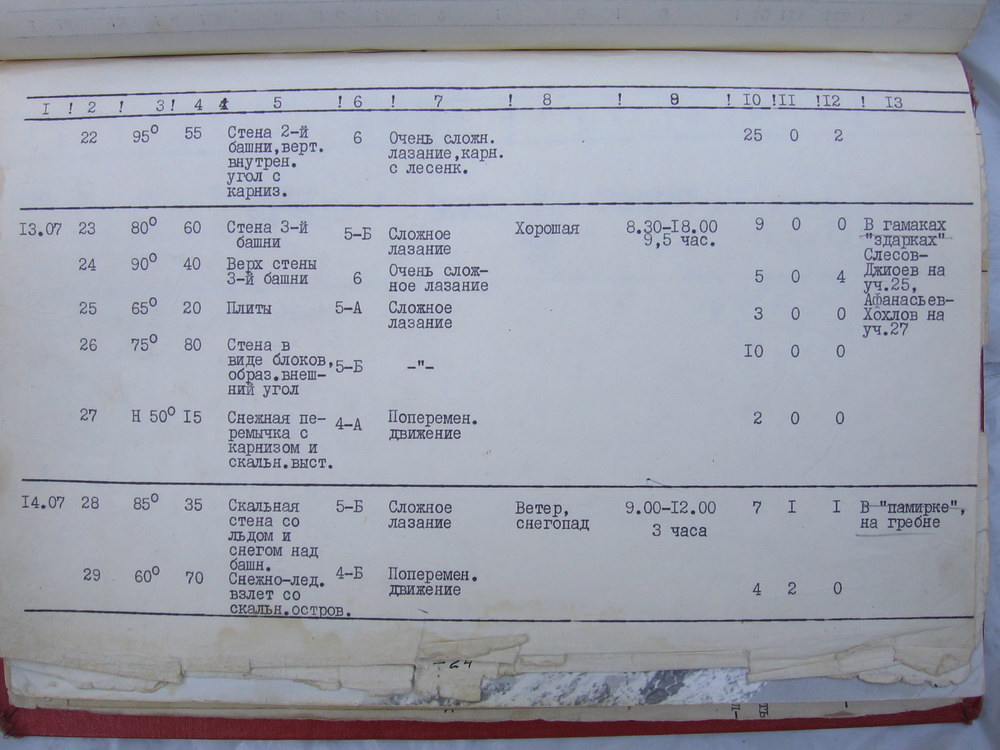 I ! 2 ! 3 ! 4 4 5 ! 6 ! 7 ! 8 ! 9 ! IO !II !I2 ! I3
22 95° 55 Стена 2-й 6 Очень сложн. 25 0 2
башни,верт. лазание,карн.
внутрен. с лесенк.
угол с
карниз.
I3.07 23 80° 60 Стена 3-й 5-Б Сложное Хорошая 8.30-I8.00 9 0 0 В гамаках
башни лазание 9,5 час. "здарках"
24 90° 40 Верх стены 6 Очень слож- 5 0 4 Слесов-
3-й башни ное лазание Джиоев на
уч.25,
25 65° 20 Плиты 5-А Сложное 3 0 0 Афанасьев-
лазание Хохлов на
уч.27
26 75° 80 Стена в 5-Б -"- IO 0 0
виде блоков,
образ.внеш-
ний угол
27 Н 50° I5 Снежная пе- 4-А Поперемен. 2 0 0
ремычка с движение
карнизом и
скальн.выст.
I4.07 28 85° 35 Скальная 5-Б Сложное Ветер, 9.00-I2.00 7 I I В "памирке",
стена со лазание снегопад 3 часа на гребне
льдом и
снегом над
башн.
29 60° 70 Снежно-лед. 4-Б Поперемен. 4 2 0
взлет со движение
скальн.остров.
-64